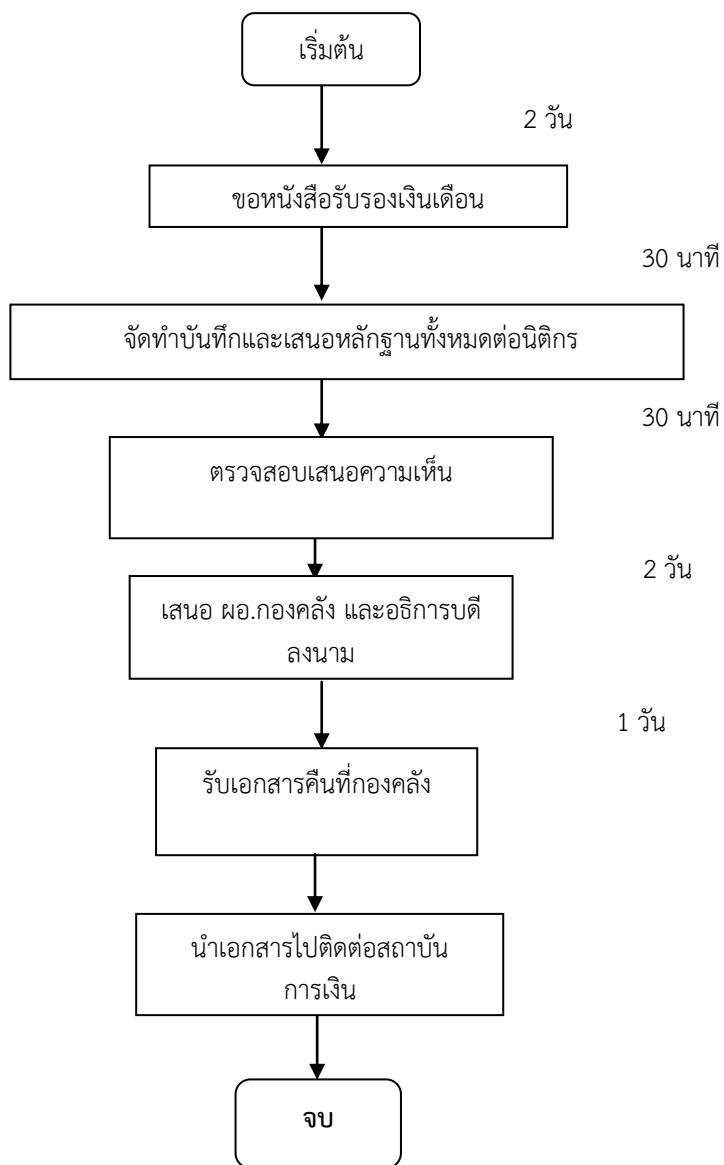 เริ่มต้น
2 วัน
ขอหนังสือรับรองเงินเดือน
30 นาที
จัดทำบันทึกและเสนอหลักฐานทั้งหมดต่อนิติกร
30 นาที
ตรวจสอบเสนอความเห็น
2 วัน
เสนอ ผอ.กองคลัง และอธิการบดี
ลงนาม
1 วัน
รับเอกสารคืนที่กองคลัง
นำเอกสารไปติดต่อสถาบัน
การเงิน
จบ